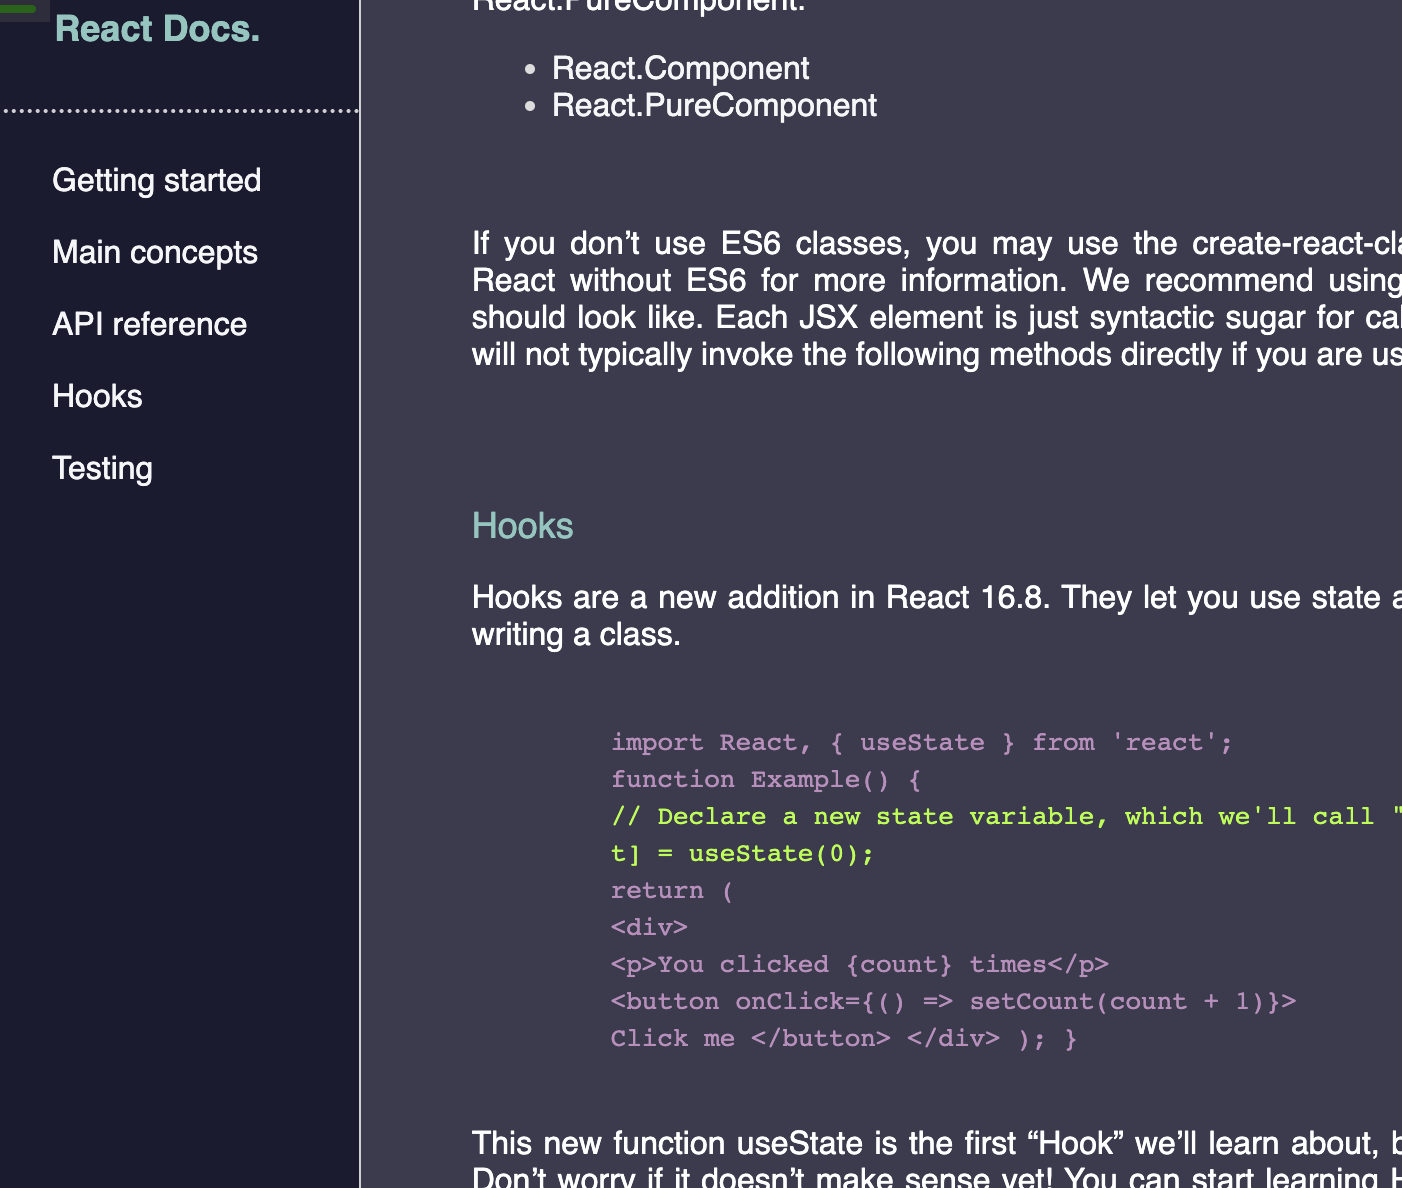 React Docs.
Getting started
Main concepts
API reference
Hooks
Testing
React.PureComponent.
React.Component
React.PureComponent
If you don’t use ES6 classes, you may use the create-react-cla
React without ES6 for more information. We recommend using
should look like. Each JSX element is just syntactic sugar for cal
will not typically invoke the following methods directly if you are us
Hooks
Hooks are a new addition in React 16.8. They let you use state a
writing a class.
import React, { useState } from 'react';
function Example() {
// Declare a new state variable, which we'll call "
t] = useState(0);
return (
<div>
<p>You clicked {count} times</p>
<button onClick={() => setCount(count + 1)}>
Click me </button> </div> ); }
This new function useState is the first “Hook” we’ll learn about, b
Don’t worry if it doesn’t make sense yet! You can start learning H